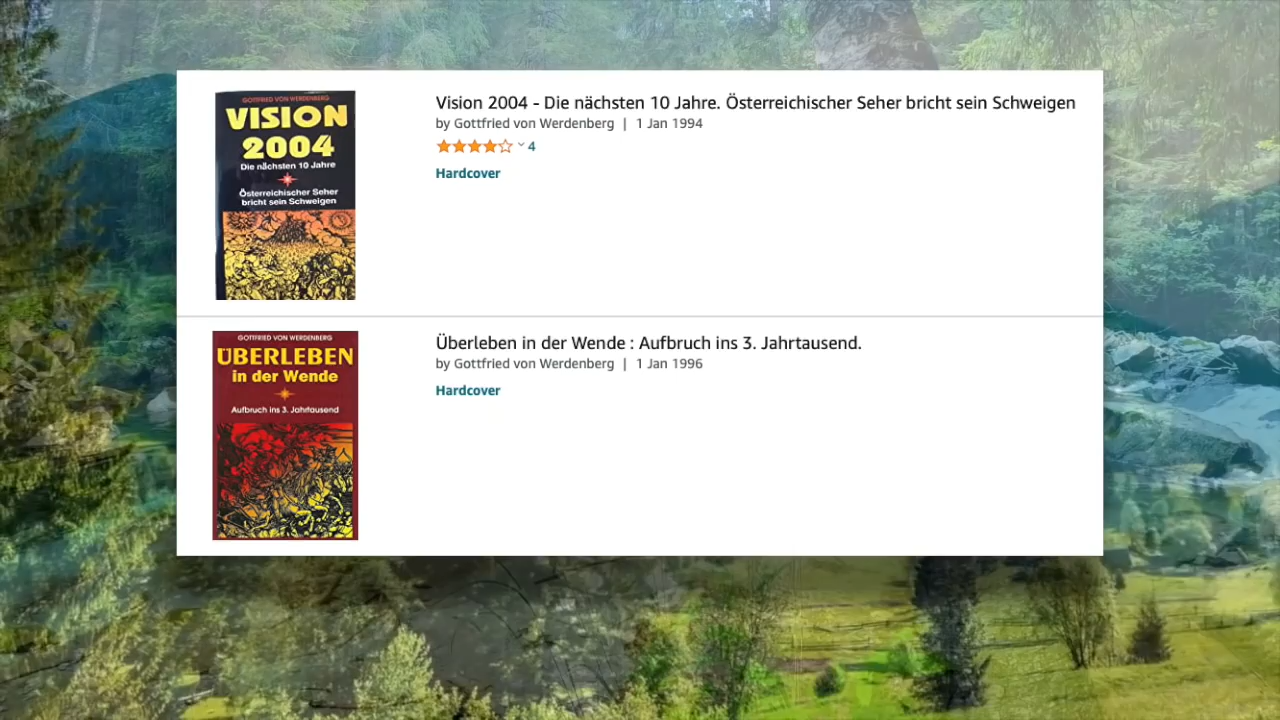 GOTTFRIED VON WERDENBERG
VISION
2004
Die nächsten 10 Jahre
Österreichischer Seher
bricht sein Schweigen
Vision 2004 - Die nächsten 10 Jahre. Österreichischer Seher bricht sein Schweigen
by Gottfried von Werdenberg | 1 Jan 1994
4
Hardcover
GOTTFRIED VON WERDENBERG
ÜBERLEBEN
in der Wende
Aufbruch ins 3. Jahrtausend
Überleben in der Wende : Aufbruch ins 3. Jahrtausend.
by Gottfried von Werdenberg | 1 Jan 1996
Hardcover